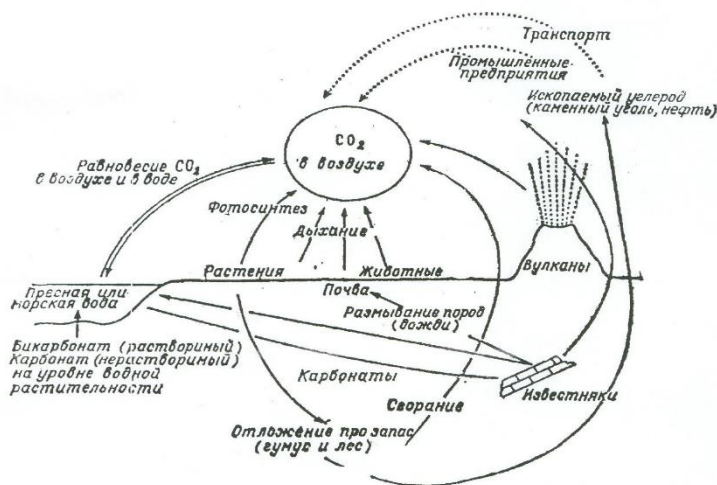 Транспорт
Промышленные
предприятия
Ископаемый углерод
(каменный уголь, нефть)
CO₂
в воздухе
Равновесие CO₂
в воздухе и в воде
Фотосинтез
Дыхание
Растения
Животные
Вулканы
Почва
Пресная или
морская вода
Размывание пород
(дожди)
Бикарбонат (растворимый)
Карбонат (нерастворимый)
на уровне водной
растительности
Карбонаты
Сгорание
Известняки
Отложение про запас
(гумус и лес)